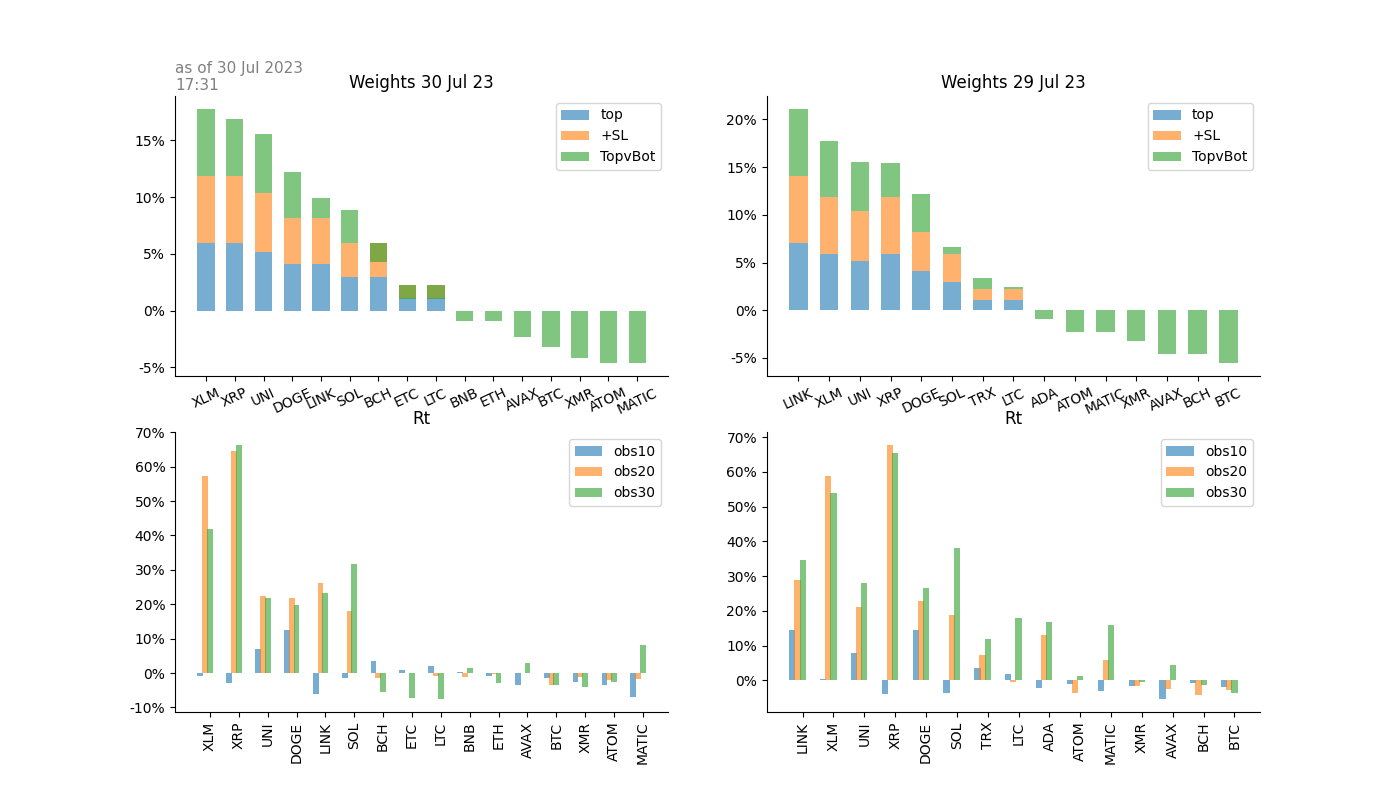 as of 30 Jul 2023
17:31
Weights 30 Jul 23
15%
10%
5%
0%
-5%
top
+SL
TopvBot
XLM XRP UNI DOGE LINK SOL BCH ETC LTC BNB ETH AVAX BTC XMR ATOM MATIC
Weights 29 Jul 23
20%
15%
10%
5%
0%
-5%
top
+SL
TopvBot
LINK XLM UNI XRP DOGE SOL TRX LTC ADA ATOM MATIC XMR AVAX BCH BTC
Rt
70%
60%
50%
40%
30%
20%
10%
0%
-10%
obs10
obs20
obs30
XLM XRP UNI DOGE LINK SOL BCH ETC LTC BNB ETH AVAX BTC XMR ATOM MATIC
Rt
70%
60%
50%
40%
30%
20%
10%
0%
obs10
obs20
obs30
LINK XLM UNI XRP DOGE SOL TRX LTC ADA ATOM MATIC XMR AVAX BCH BTC